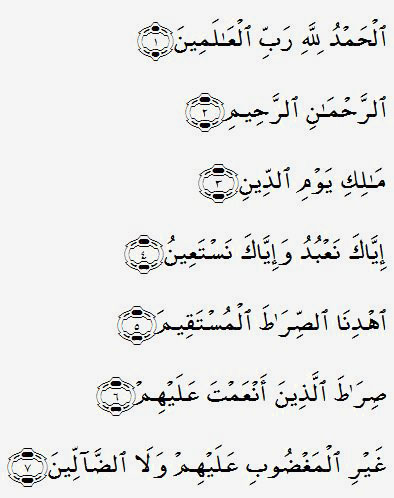 ٱلْحَمْدُ لِلَّهِ رَبِّ ٱلْعَـٰلَمِينَ ١
ٱلرَّحْمَـٰنِ ٱلرَّحِيمِ ٢
مَـٰلِكِ يَوْمِ ٱلدِّينِ ٣
إِيَّاكَ نَعْبُدُ وَإِيَّاكَ نَسْتَعِينُ ٤
ٱهْدِنَا ٱلصِّرَٰطَ ٱلْمُسْتَقِيمَ ٥
صِرَٰطَ ٱلَّذِينَ أَنْعَمْتَ عَلَيْهِمْ ٦
غَيْرِ ٱلْمَغْضُوبِ عَلَيْهِمْ وَلَا ٱلضَّآلِّينَ ٧